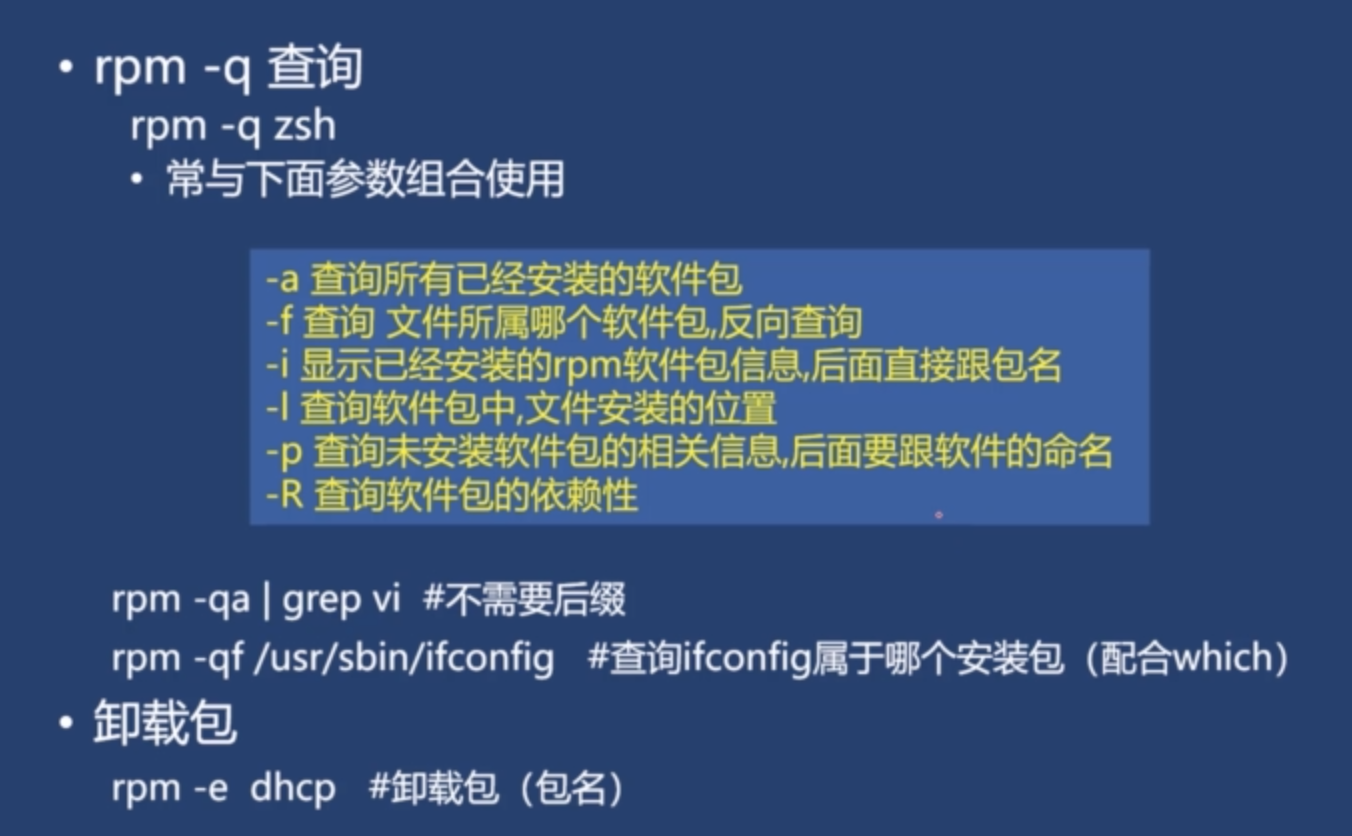 • rpm -q 查询
rpm -q zsh
• 常与下面参数组合使用
-a 查询所有已经安装的软件包
-f 查询 文件所属哪个软件包,反向查询
-i 显示已经安装的rpm软件包信息,后面直接跟包名
-l 查询软件包中,文件安装的位置
-p 查询未安装软件包的相关信息,后面要跟软件的命名
-R 查询软件包的依赖性
rpm -qa | grep vi  #不需要后缀
rpm -qf /usr/sbin/ifconfig   #查询ifconfig属于哪个安装包（配合which）
• 卸载包
rpm -e  dhcp   #卸载包（包名）